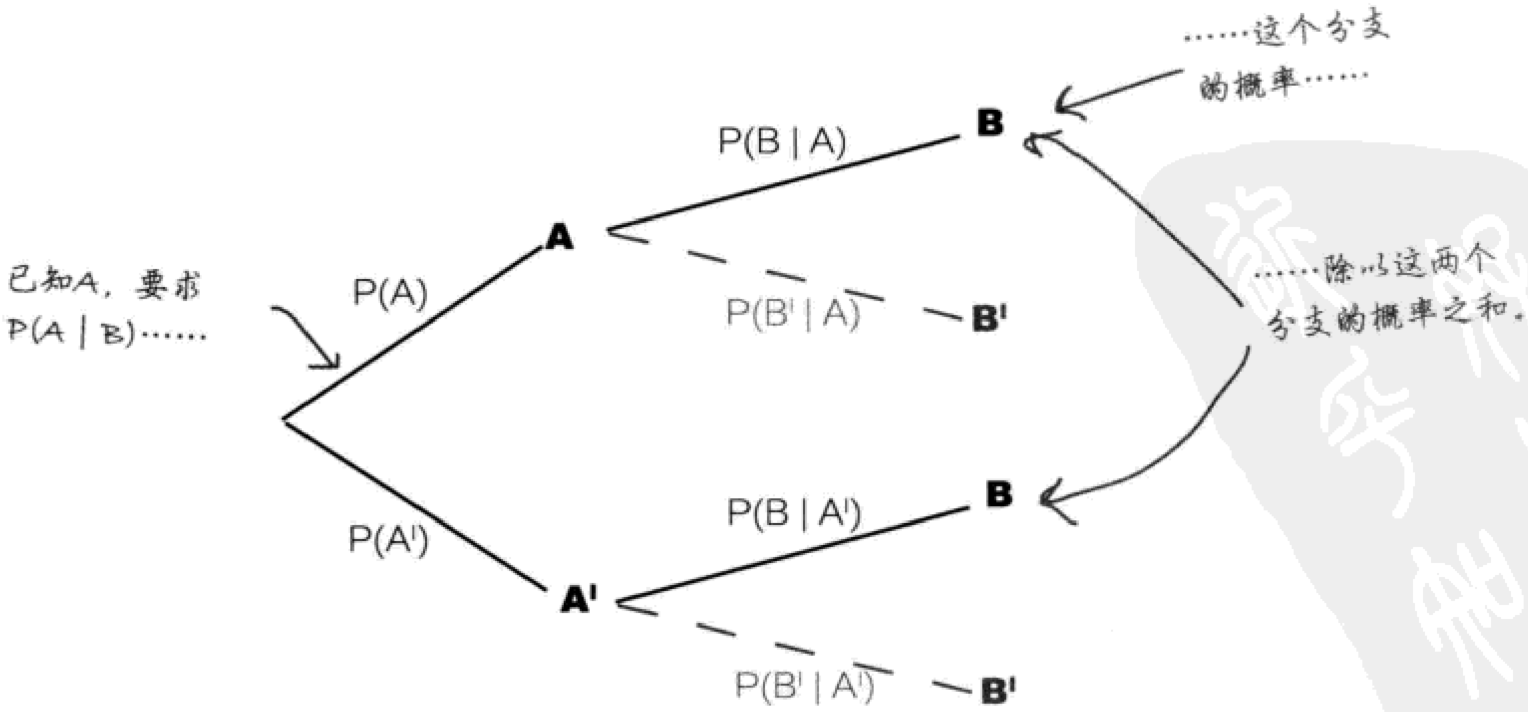 ……这个分支
的概率……
P(B | A)
B
A
已知A，要求
P(A | B)……
P(A)
P(B' | A)
B'
……除以这两个
分支的概率之和。
P(B | A')
B
P(A')
A'
P(B' | A')
B'